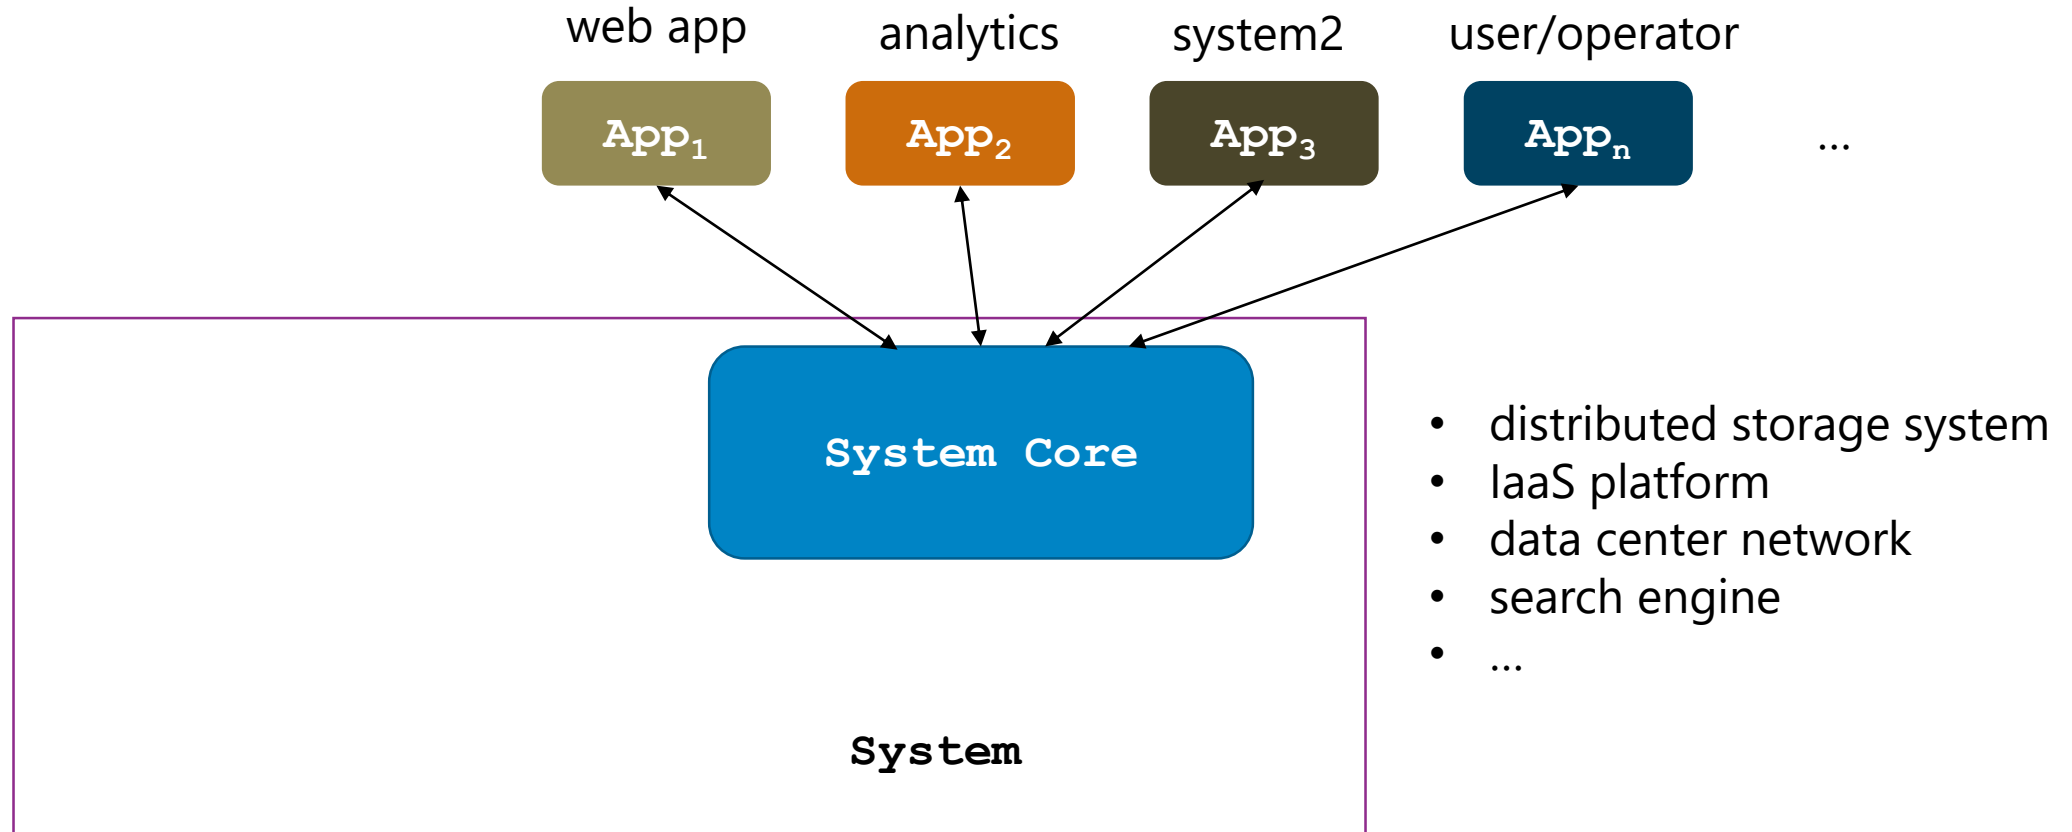 web app
analytics
system2
user/operator
App1
App2
App3
Appn
...
System Core
• distributed storage system
• IaaS platform
• data center network
• search engine
• ...
System